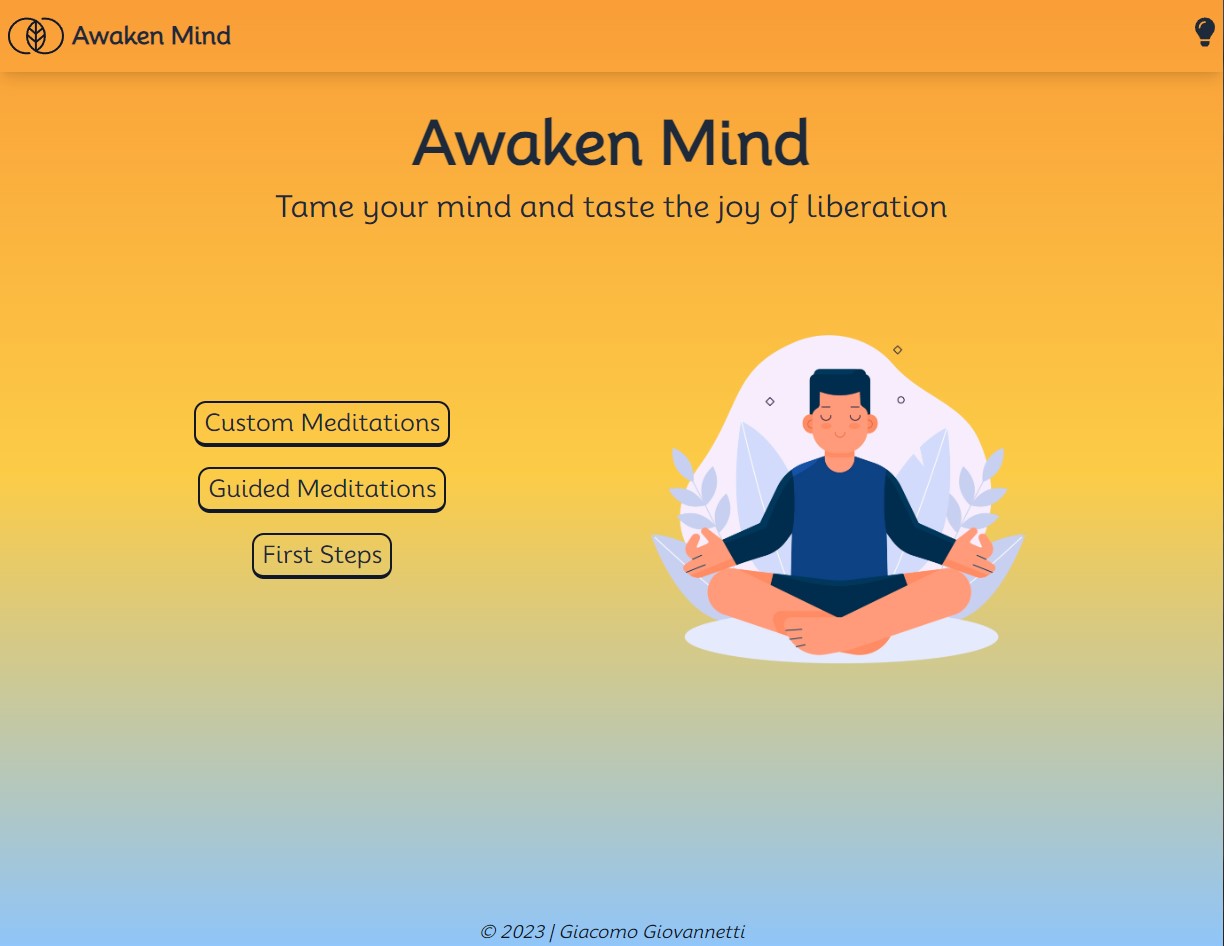 Awaken Mind
Awaken Mind
Tame your mind and taste the joy of liberation
Custom Meditations
Guided Meditations
First Steps
© 2023 | Giacomo Giovannetti